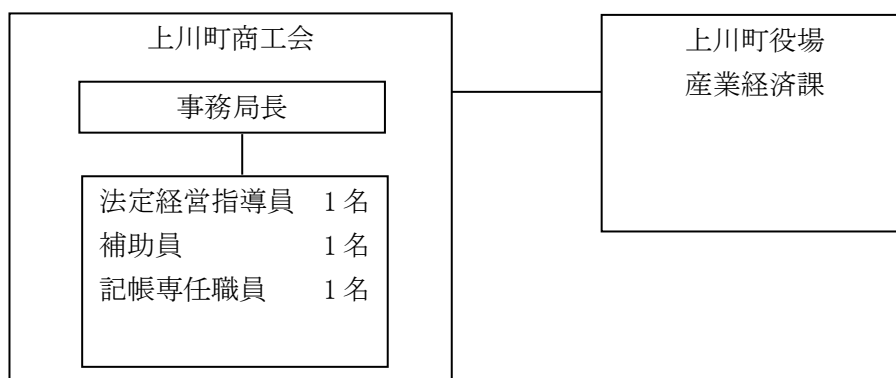 上川町商工会
事務局長
法定経営指導員　1名
補助員　1名
記帳専任職員　1名
上川町役場
産業経済課